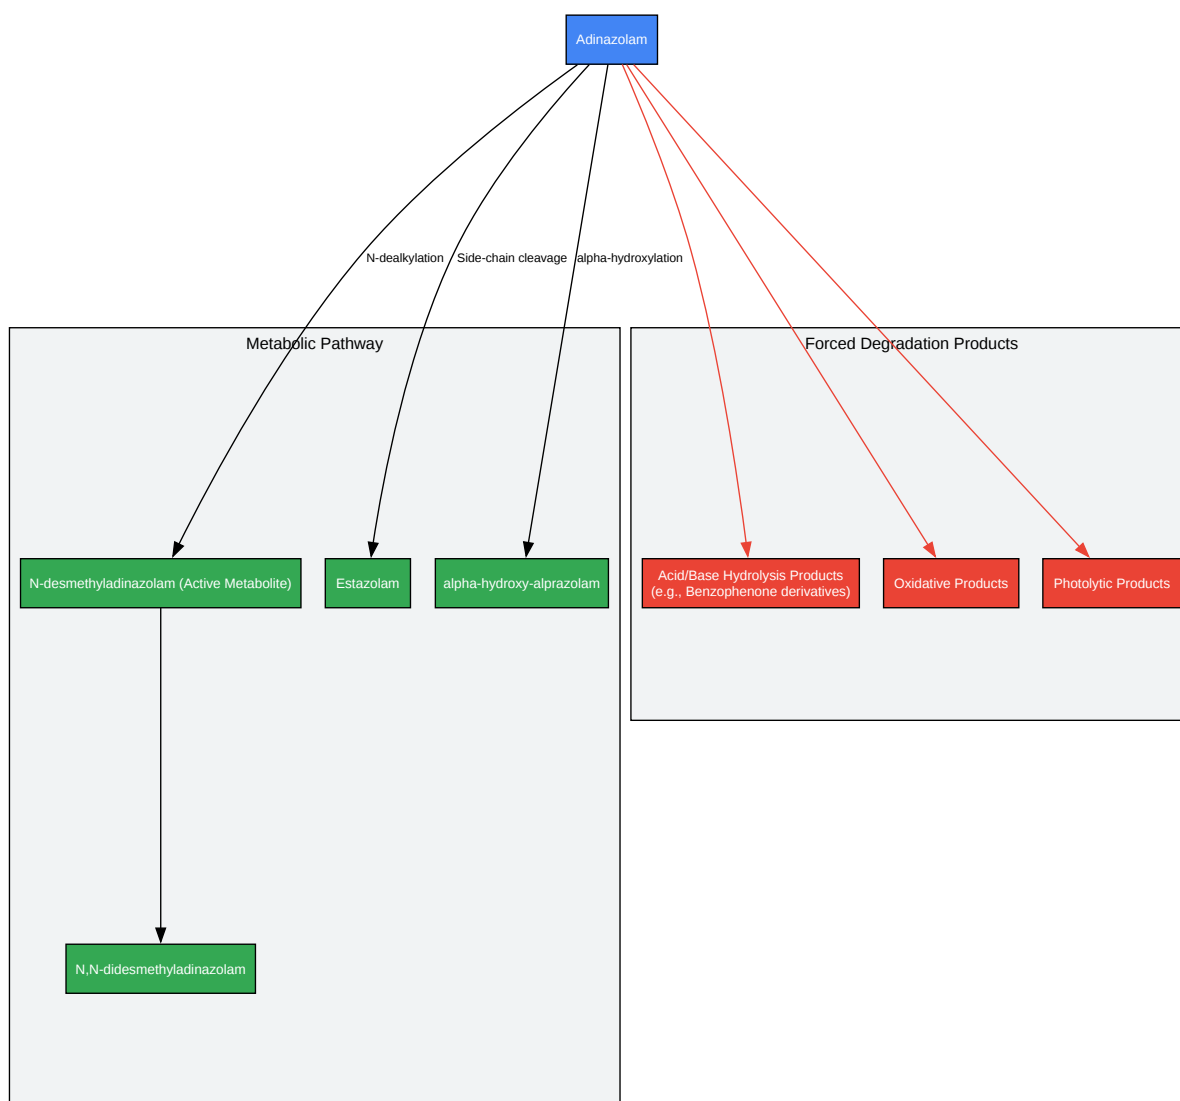 Adinazolam
N-dealkylation
Side-chain cleavage
alpha-hydroxylation
Metabolic Pathway
Forced Degradation Products
N-desmethyladinazolam (Active Metabolite)
Estazolam
alpha-hydroxy-alprazolam
Acid/Base Hydrolysis Products
(e.g., Benzophenone derivatives)
Oxidative Products
Photolytic Products
N,N-didesmethyladinazolam